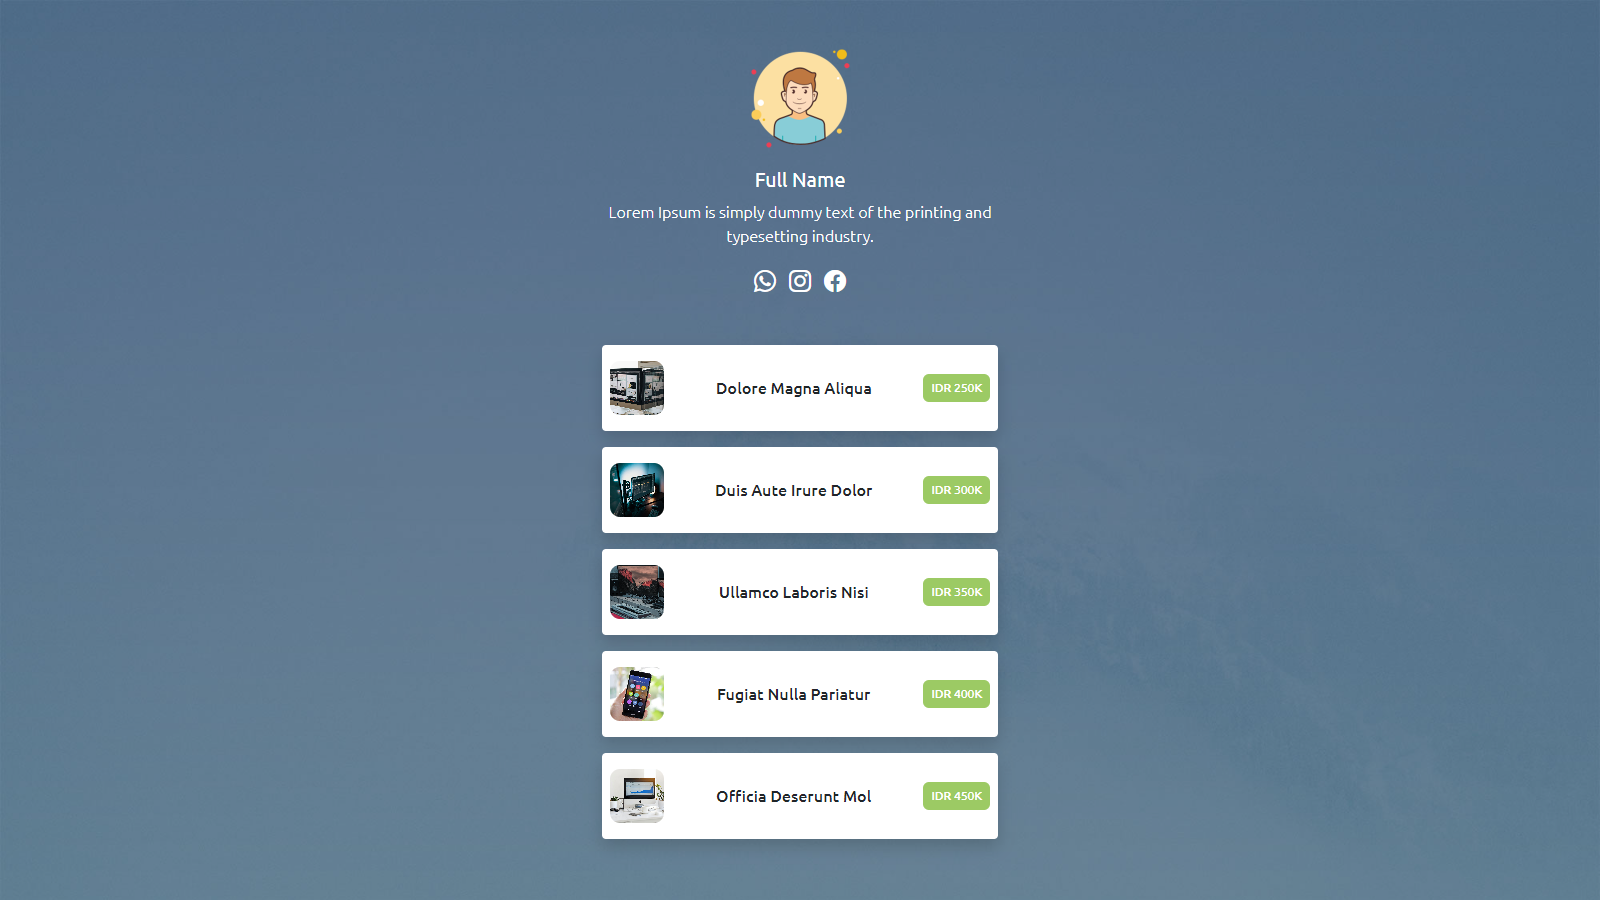 Full Name
Lorem Ipsum is simply dummy text of the printing and
typesetting industry.
Dolore Magna Aliqua
IDR 250K
Duis Aute Irure Dolor
IDR 300K
Ullamco Laboris Nisi
IDR 350K
Fugiat Nulla Pariatur
IDR 400K
Officia Deserunt Mol
IDR 450K